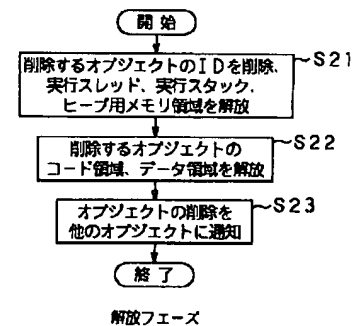 開始
削除するオブジェクトのIDを削除、
実行スレッド、実行スタック、
ヒープ用メモリ領域を解放
S21
削除するオブジェクトの
コード領域、データ領域を解放
S22
オブジェクトの削除を
他のオブジェクトに通知
S23
終了
解放フェーズ